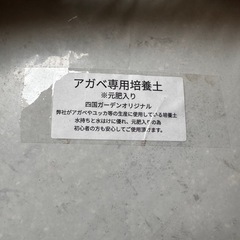 アガベ専用培養土
※元肥入り
四国ガーデンオリジナル
弊社がアガベやユッカ等の生産に使用している培養土
水持ちと水はけに優れ、元肥入りの為
初心者の方も安心してご使用頂けます。